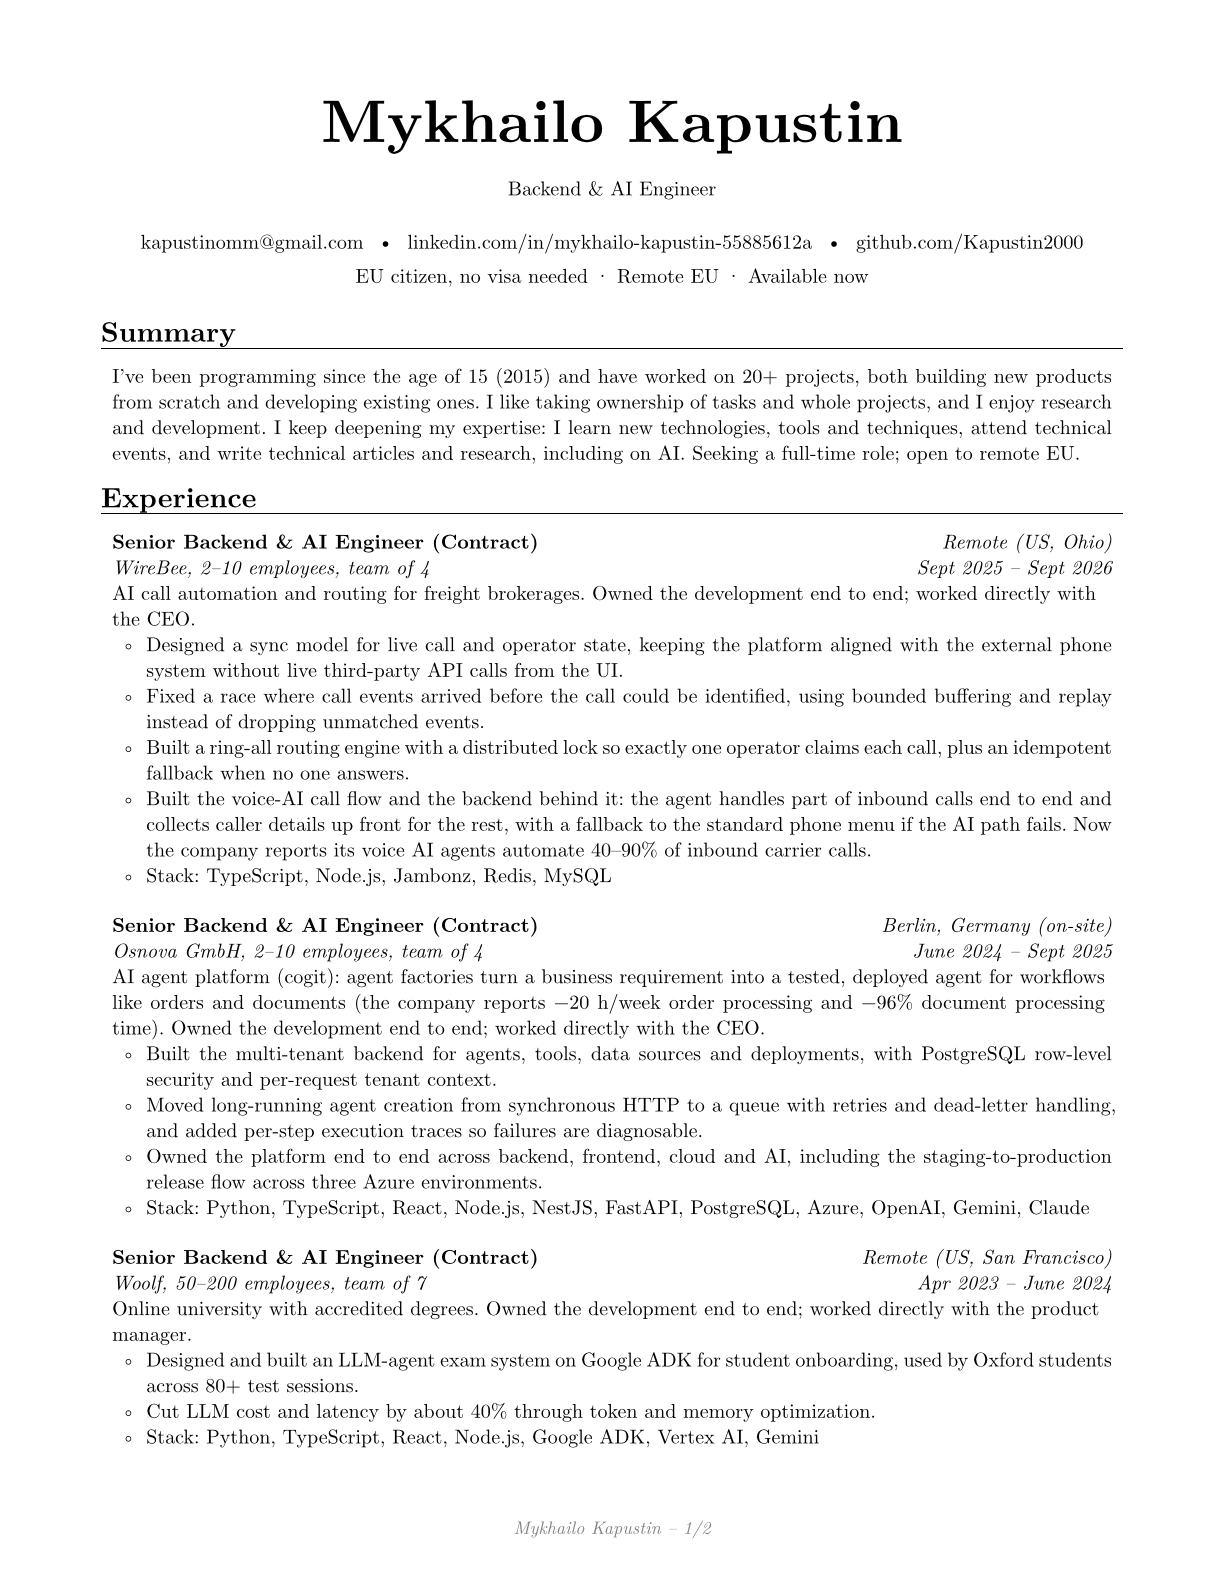 Mykhailo Kapustin
Backend & AI Engineer
kapustinomm@gmail.com • linkedin.com/in/mykhailo-kapustin-55885612a • github.com/Kapustin2000
EU citizen, no visa needed · Remote EU · Available now
Summary
I've been programming since the age of 15 (2015) and have worked on 20+ projects, both building new products
from scratch and developing existing ones. I like taking ownership of tasks and whole projects, and I enjoy research
and development. I keep deepening my expertise: I learn new technologies, tools and techniques, attend technical
events, and write technical articles and research, including on AI. Seeking a full-time role; open to remote EU.
Experience
Senior Backend & AI Engineer (Contract) Remote (US, Ohio)
WireBee, 2–10 employees, team of 4 Sept 2025 – Sept 2026
AI call automation and routing for freight brokerages. Owned the development end to end; worked directly with
the CEO.
◦ Designed a sync model for live call and operator state, keeping the platform aligned with the external phone
system without live third-party API calls from the UI.
◦ Fixed a race where call events arrived before the call could be identified, using bounded buffering and replay
instead of dropping unmatched events.
◦ Built a ring-all routing engine with a distributed lock so exactly one operator claims each call, plus an idempotent
fallback when no one answers.
◦ Built the voice-AI call flow and the backend behind it: the agent handles part of inbound calls end to end and
collects caller details up front for the rest, with a fallback to the standard phone menu if the AI path fails. Now
the company reports its voice AI agents automate 40–90% of inbound carrier calls.
◦ Stack: TypeScript, Node.js, Jambonz, Redis, MySQL
Senior Backend & AI Engineer (Contract) Berlin, Germany (on-site)
Osnova GmbH, 2–10 employees, team of 4 June 2024 – Sept 2025
AI agent platform (cogit): agent factories turn a business requirement into a tested, deployed agent for workflows
like orders and documents (the company reports −20 h/week order processing and −96% document processing
time). Owned the development end to end; worked directly with the CEO.
◦ Built the multi-tenant backend for agents, tools, data sources and deployments, with PostgreSQL row-level
security and per-request tenant context.
◦ Moved long-running agent creation from synchronous HTTP to a queue with retries and dead-letter handling,
and added per-step execution traces so failures are diagnosable.
◦ Owned the platform end to end across backend, frontend, cloud and AI, including the staging-to-production
release flow across three Azure environments.
◦ Stack: Python, TypeScript, React, Node.js, NestJS, FastAPI, PostgreSQL, Azure, OpenAI, Gemini, Claude
Senior Backend & AI Engineer (Contract) Remote (US, San Francisco)
Woolf, 50–200 employees, team of 7 Apr 2023 – June 2024
Online university with accredited degrees. Owned the development end to end; worked directly with the product
manager.
◦ Designed and built an LLM-agent exam system on Google ADK for student onboarding, used by Oxford students
across 80+ test sessions.
◦ Cut LLM cost and latency by about 40% through token and memory optimization.
◦ Stack: Python, TypeScript, React, Node.js, Google ADK, Vertex AI, Gemini
Mykhailo Kapustin – 1/2